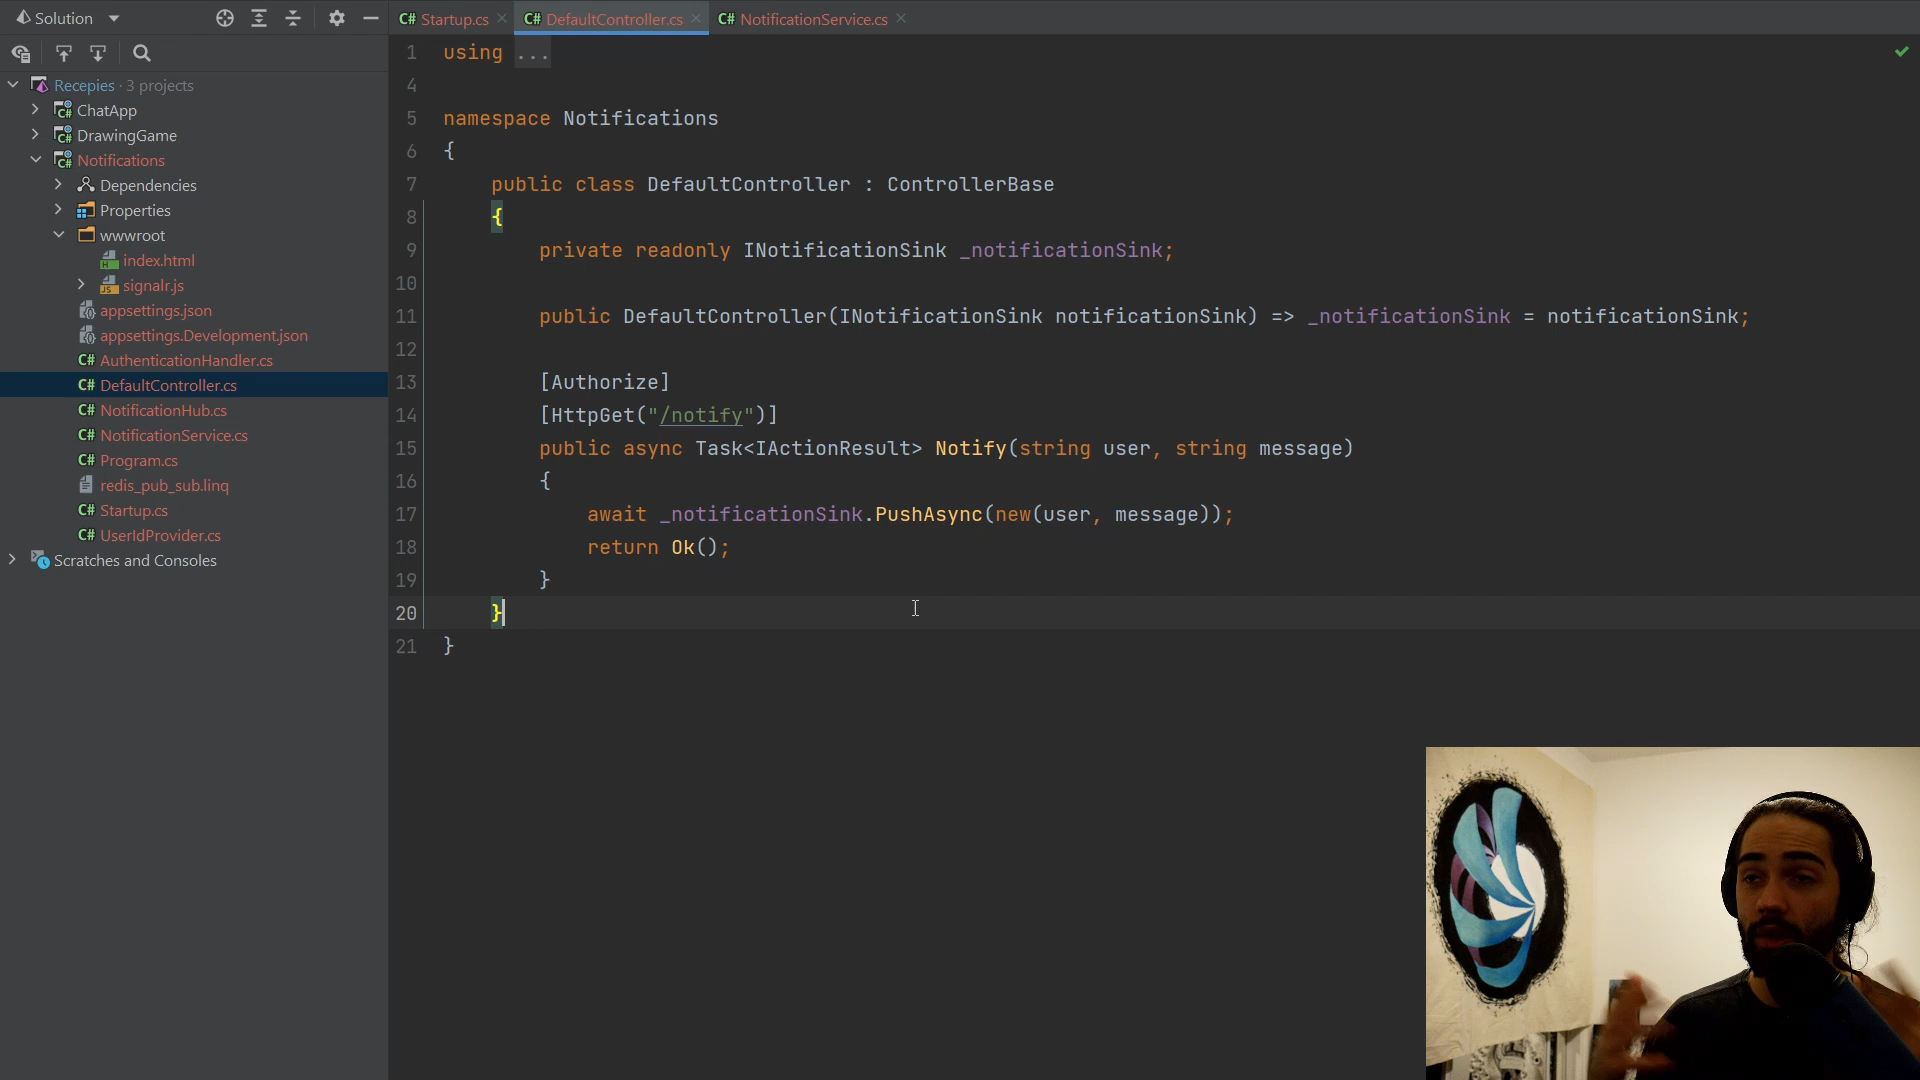 Solution
Recepies · 3 projects
ChatApp
DrawingGame
Notifications
Dependencies
Properties
wwwroot
index.html
signalr.js
appsettings.json
appsettings.Development.json
C# AuthenticationHandler.cs
C# DefaultController.cs
C# NotificationHub.cs
C# NotificationService.cs
C# Program.cs
redis_pub_sub.linq
C# Startup.cs
C# UserIdProvider.cs
Scratches and Consoles
C# Startup.cs C# DefaultController.cs C# NotificationService.cs
1 using ...
4
5 namespace Notifications
6 {
7 public class DefaultController : ControllerBase
8 {
9 private readonly INotificationSink _notificationSink;
10
11 public DefaultController(INotificationSink notificationSink) => _notificationSink = notificationSink;
12
13 [Authorize]
14 [HttpGet("/notify")]
15 public async Task<IActionResult> Notify(string user, string message)
16 {
17 await _notificationSink.PushAsync(new(user, message));
18 return Ok();
19 }
20 }
21 }